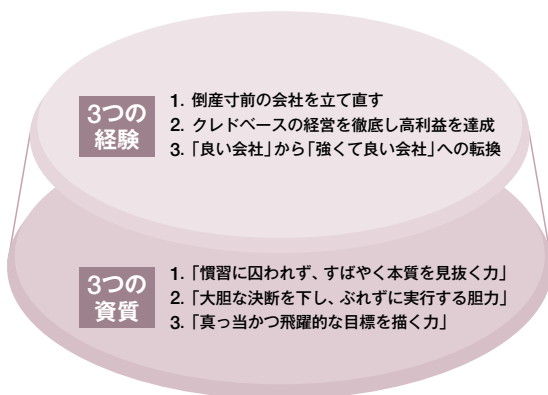 3つの
経験
1. 倒産寸前の会社を立て直す
2. クレドベースの経営を徹底し高利益を達成
3. 「良い会社」から「強くて良い会社」への転換
3つの
資質
1. 「慣習に囚われず、すばやく本質を見抜く力」
2. 「大胆な決断を下し、ぶれずに実行する胆力」
3. 「真っ当かつ飛躍的な目標を描く力」